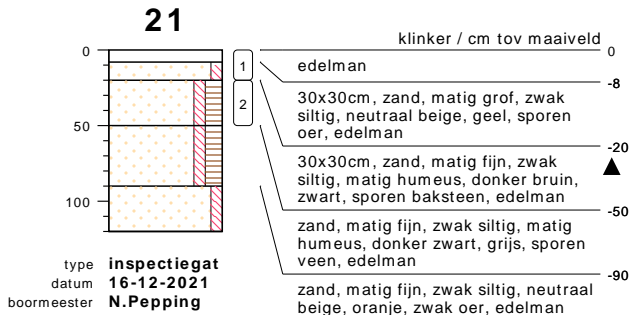 21
klinker / cm tov maaiveld
0
0
1
edelman
-8
30x30cm, zand, matig grof, zwak
siltig, neutraal beige, geel, sporen
oer, edelman
2
-20
30x30cm, zand, matig fijn, zwak
siltig, matig humeus, donker bruin,
zwart, sporen baksteen, edelman
50
-50
zand, matig fijn, zwak siltig, matig
humeus, donker zwart, grijs, sporen
veen, edelman
100
-90
zand, matig fijn, zwak siltig, neutraal
beige, oranje, zwak oer, edelman
type inspectiegat
datum 16-12-2021
boormeester N.Pepping